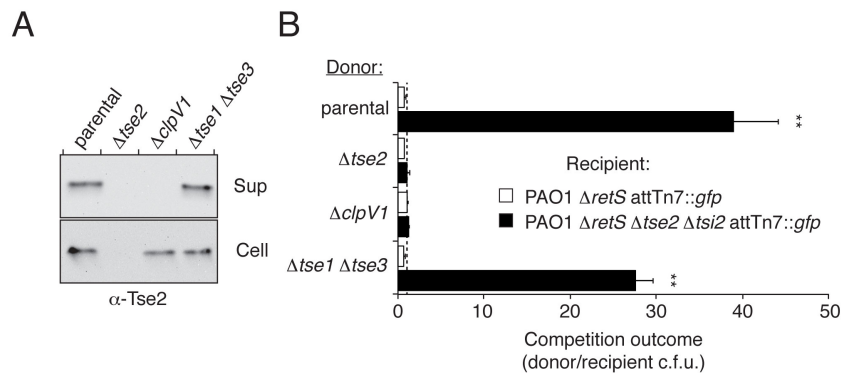 A
parental
Δtse2
ΔclpV1
Δtse1 Δtse3
Sup
Cell
α-Tse2
B
Donor:
parental
Δtse2
ΔclpV1
Δtse1 Δtse3
**
**
Recipient:
PAO1 ΔretS attTn7::gfp
PAO1 ΔretS Δtse2 Δtsi2 attTn7::gfp
0 10 20 30 40 50
Competition outcome
(donor/recipient c.f.u.)